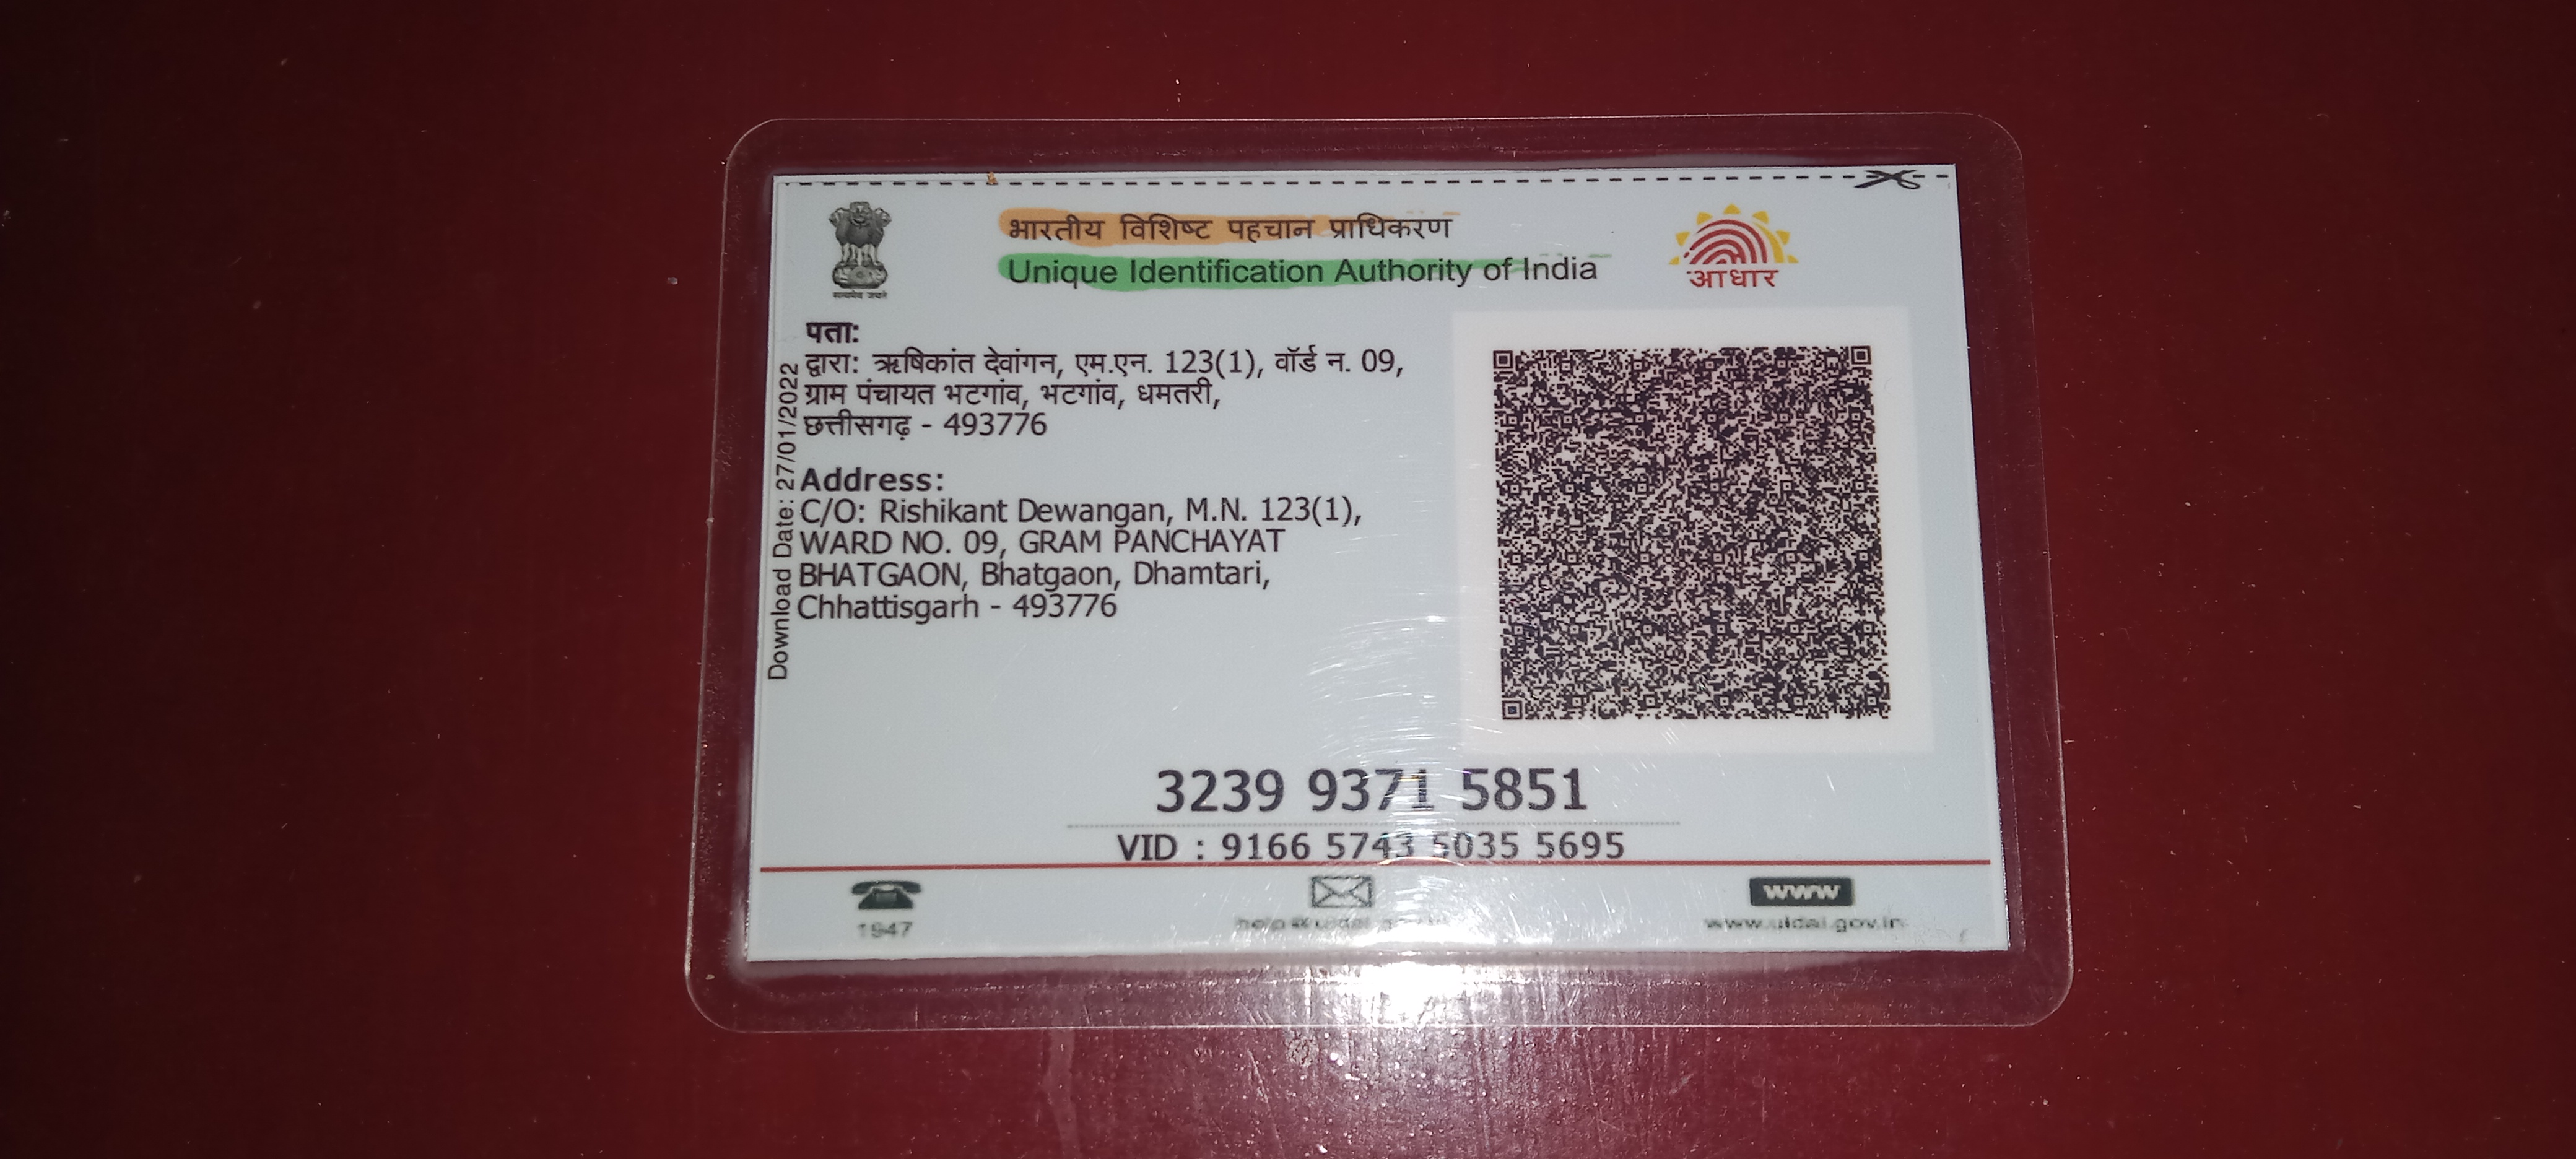 भारतीय विशिष्ट पहचान प्राधिकरण
Unique Identification Authority of India
आधार
सत्यमेव जयते
पता:
द्वारा: ऋषिकांत देवांगन, एम.एन. 123(1), वॉर्ड न. 09,
ग्राम पंचायत भटगांव, भटगांव, धमतरी,
छत्तीसगढ़ - 493776
Address:
C/O: Rishikant Dewangan, M.N. 123(1),
WARD NO. 09, GRAM PANCHAYAT
BHATGAON, Bhatgaon, Dhamtari,
Chhattisgarh - 493776
Download Date: 27/01/2022
3239 9371 5851
VID : 9166 5743 5035 5695
1947
www
www.uidai.gov.in